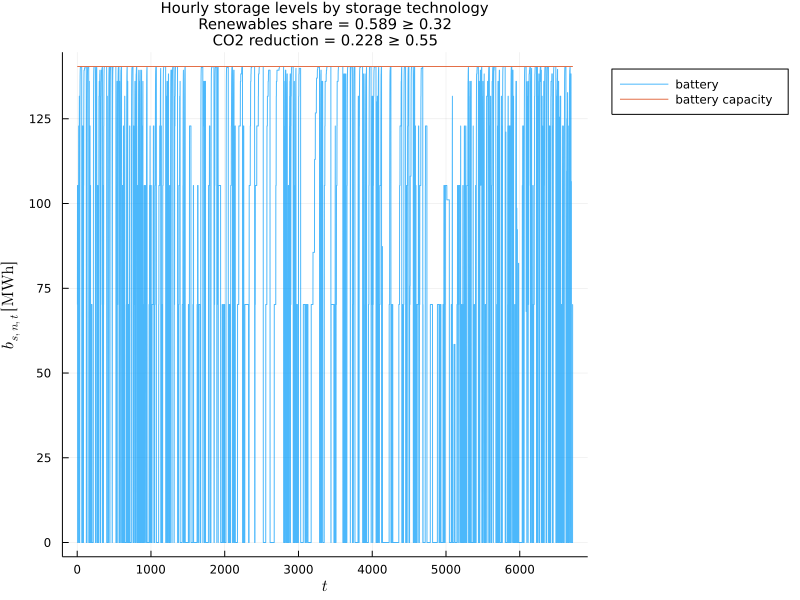 Hourly storage levels by storage technology
Renewables share = 0.589 ≥ 0.32
CO2 reduction = 0.228 ≥ 0.55
battery
battery capacity
125
100
75
50
25
0
b_{s, n, t} [MWh]
0 1000 2000 3000 4000 5000 6000
t